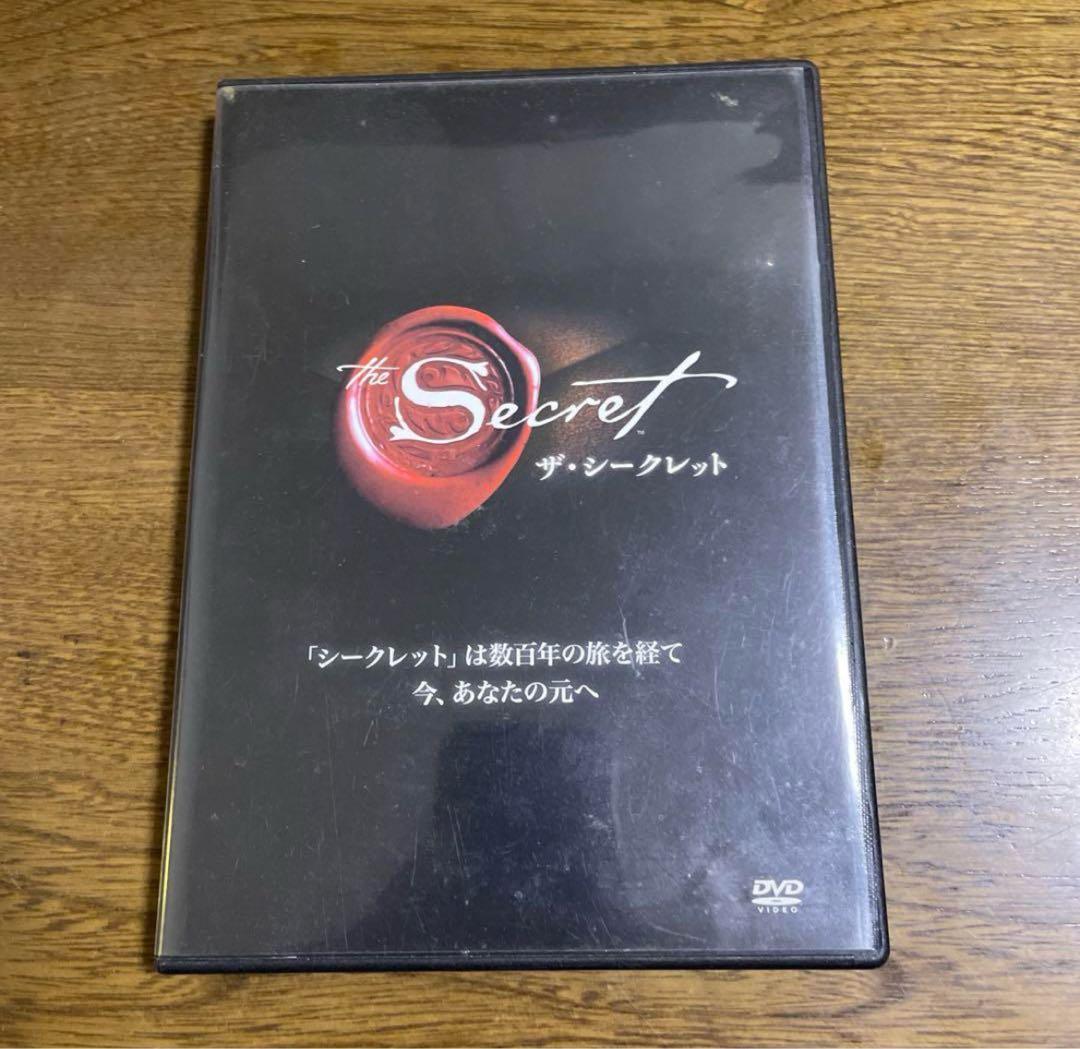 the Secret™
ザ・シークレット
「シークレット」は数百年の旅を経て
今、あなたの元へ
DVD
VIDEO